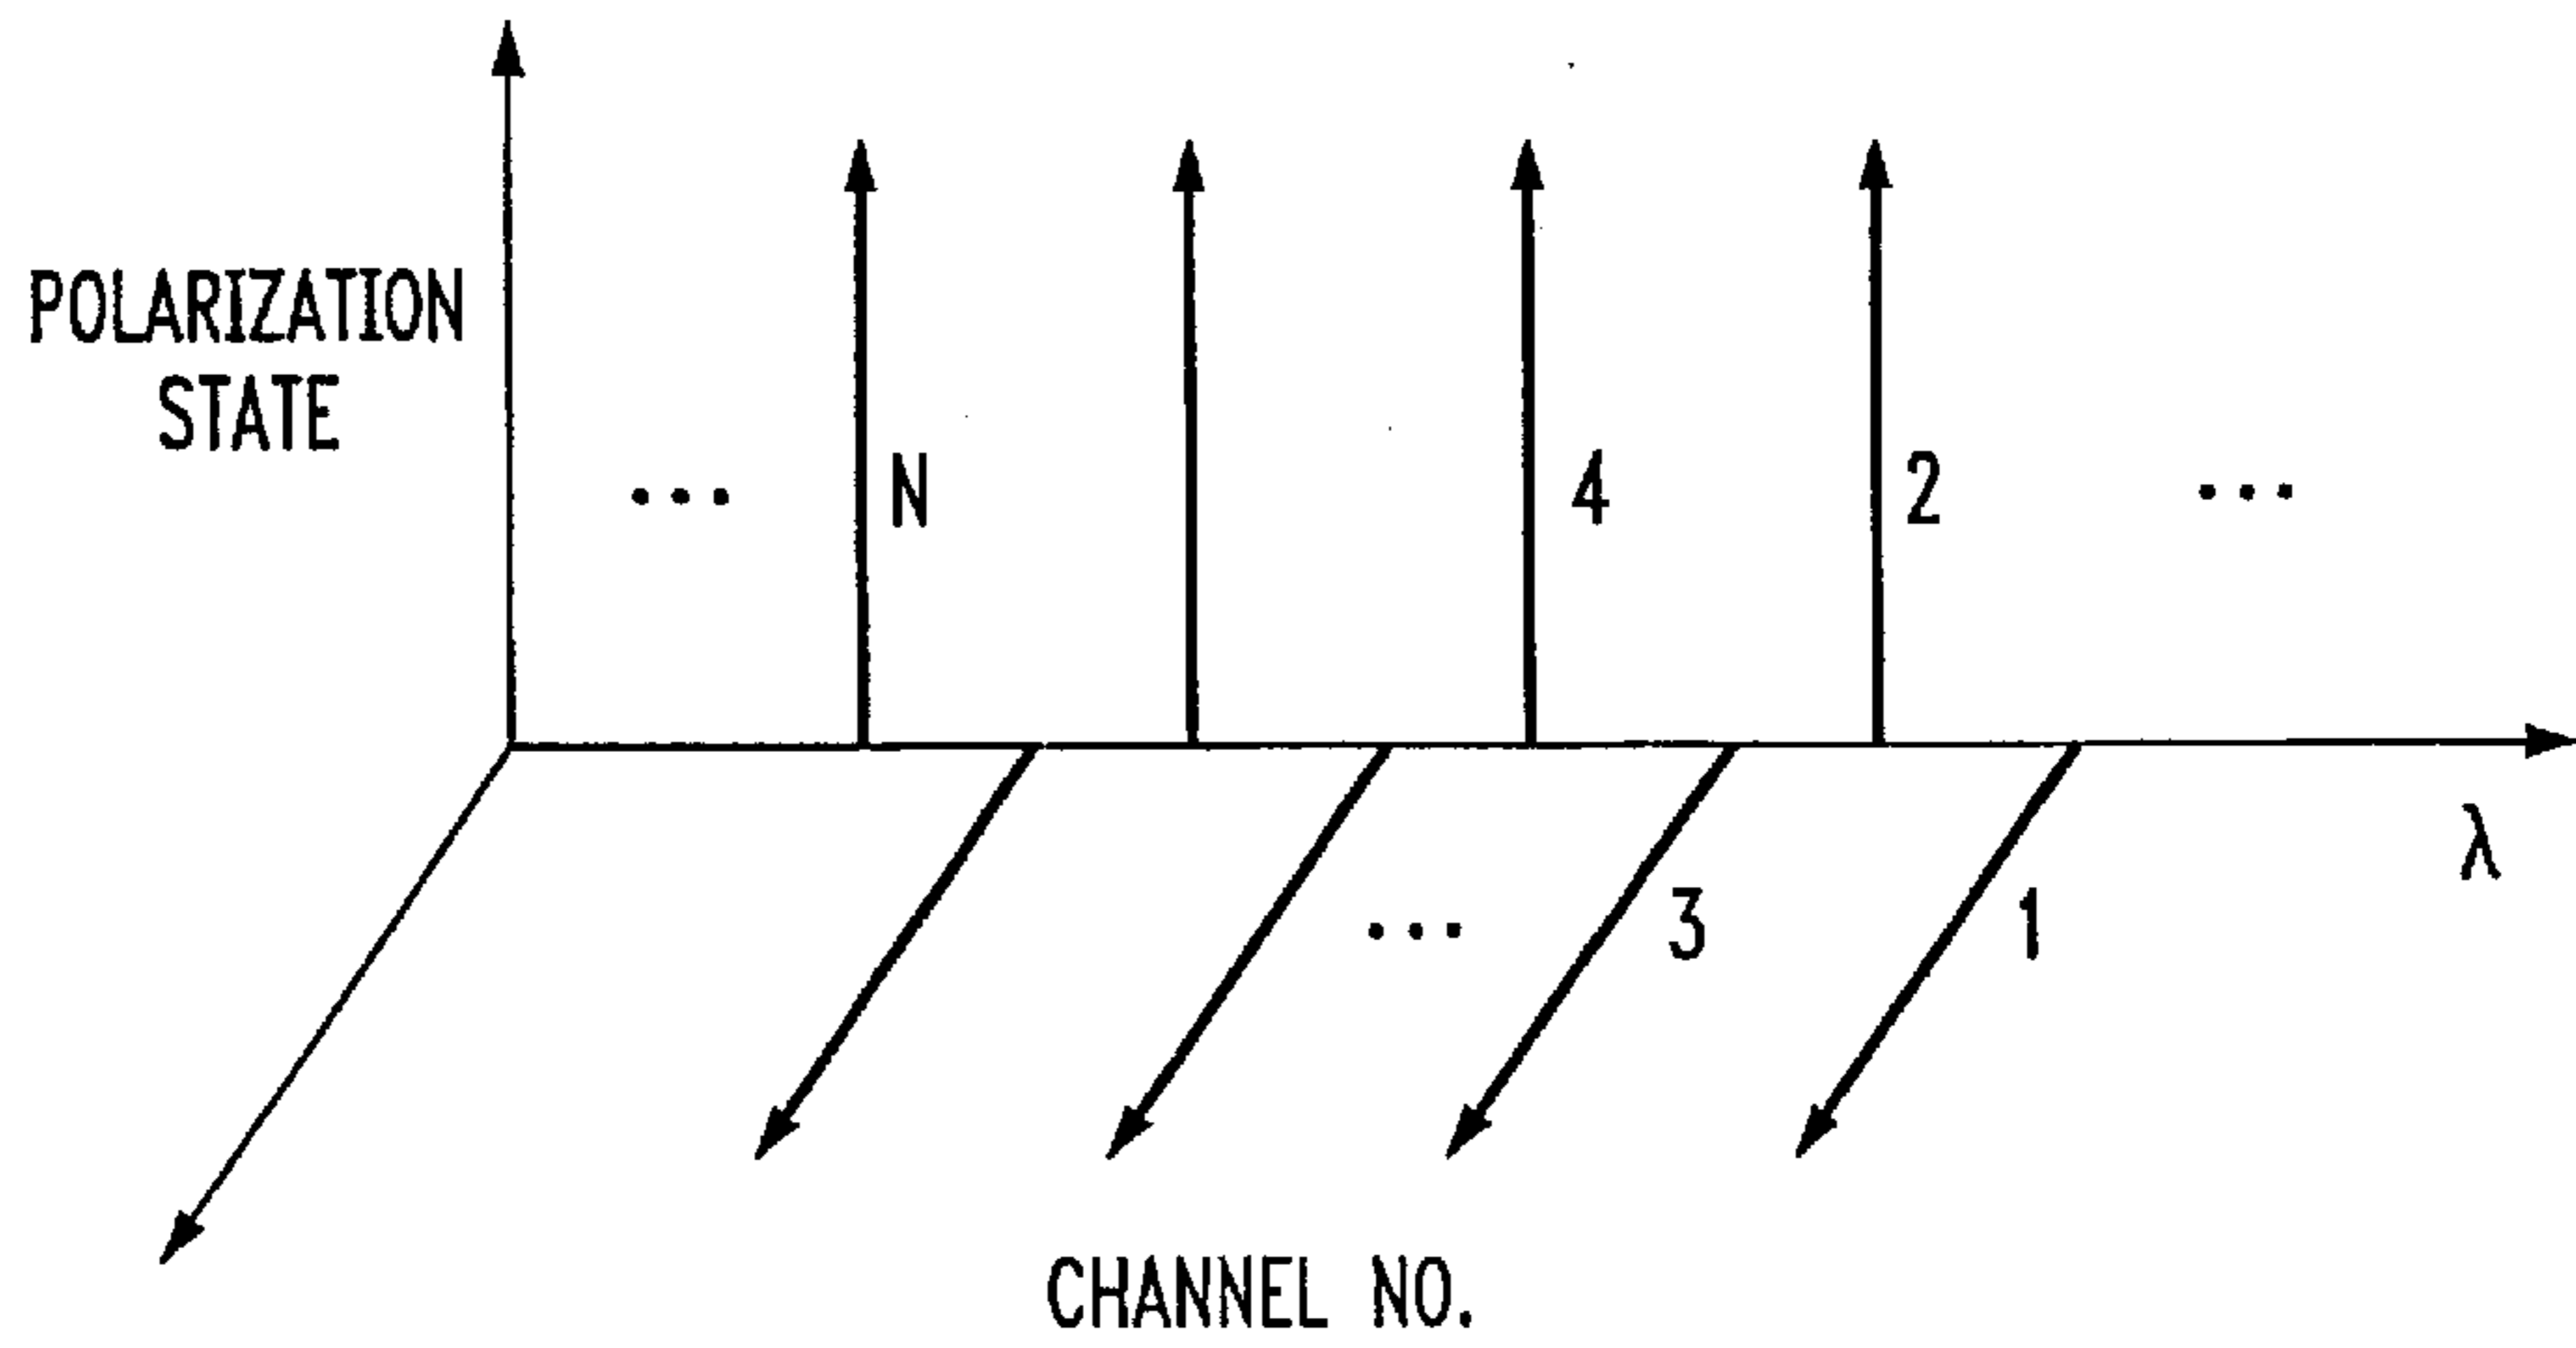 POLARIZATION
STATE
... N 4 2 ...
λ
... 3 1
CHANNEL NO.